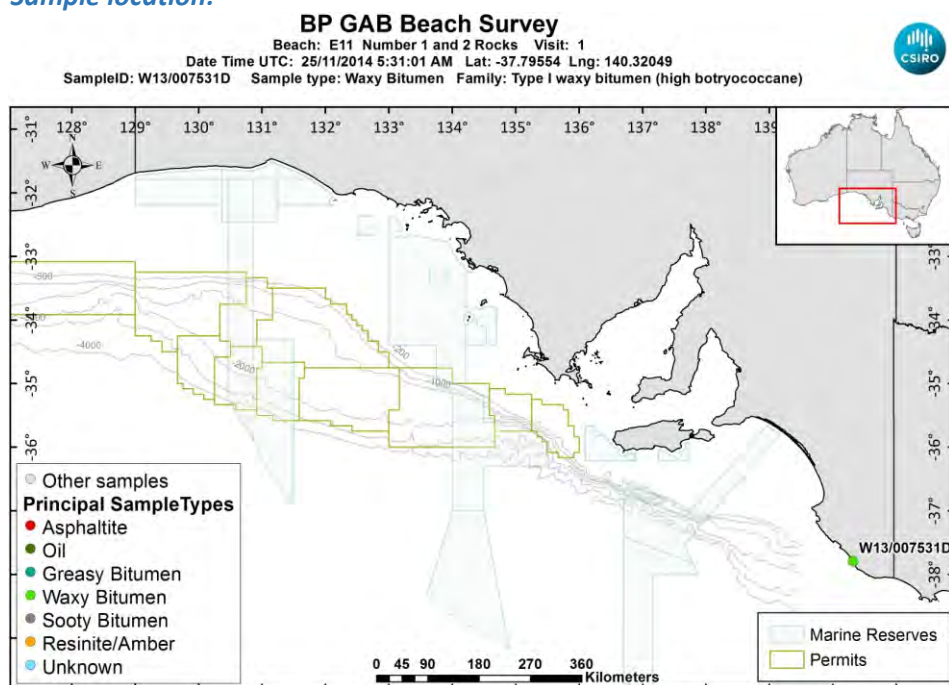 Sample location:
BP GAB Beach Survey
Beach: E11 Number 1 and 2 Rocks Visit: 1
Date Time UTC: 25/11/2014 5:31:01 AM Lat: -37.79554 Lng: 140.32049
SampleID: W13/007531D Sample type: Waxy Bitumen Family: Type I waxy bitumen (high botryococcane)
CSIRO
128° 129° 130° 131° 132° 133° 134° 135° 136° 137° 138° 139
-31°
-32°
-33°
-34°
-35°
-36°
-37°
-38°
N
W E
S
-4000
-2000
-200
-1000
-33°
-34°
-35°
-36°
-37°
-38°
W13/007531D
Other samples
Principal SampleTypes
Asphaltite
Oil
Greasy Bitumen
Waxy Bitumen
Sooty Bitumen
Resinite/Amber
Unknown
0 45 90 180 270 360
Kilometers
Marine Reserves
Permits